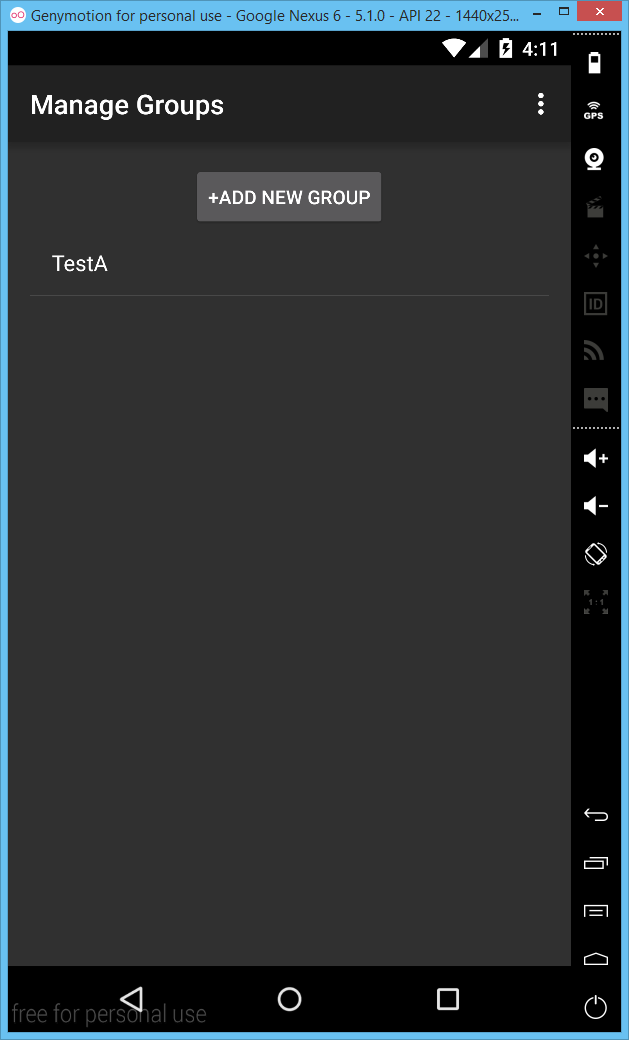 Genymotion for personal use - Google Nexus 6 - 5.1.0 - API 22 - 1440x25...
4:11
Manage Groups
GPS
+ADD NEW GROUP
TestA
ID
1:1
free for personal use